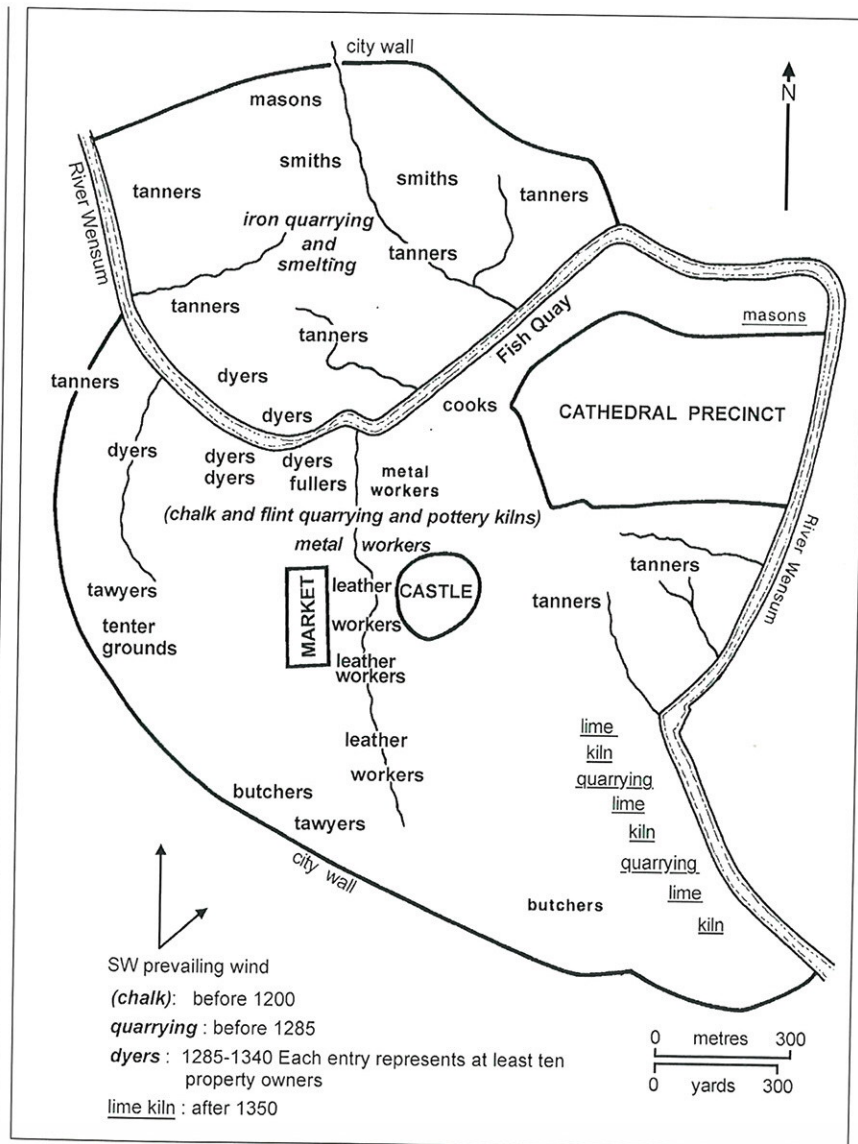 city wall
N
masons
smiths
smiths
tanners
tanners
River Wensum
iron quarrying
and
smelting
tanners
tanners
tanners
Fish Quay
masons
dyers
tanners
cooks
CATHEDRAL PRECINCT
dyers
dyers
dyers
dyers
dyers
fullers
metal
workers
(chalk and flint quarrying and pottery kilns)
metal workers
River Wensum
tanners
tawyers
MARKET
leather
CASTLE
tanners
tenter
grounds
workers
leather
workers
lime
kiln
leather
quarrying
workers
lime
butchers
kiln
tawyers
quarrying
city wall
lime
butchers
kiln
SW prevailing wind
(chalk): before 1200
quarrying : before 1285
dyers : 1285-1340 Each entry represents at least ten
property owners
lime kiln : after 1350
0 metres 300
0 yards 300